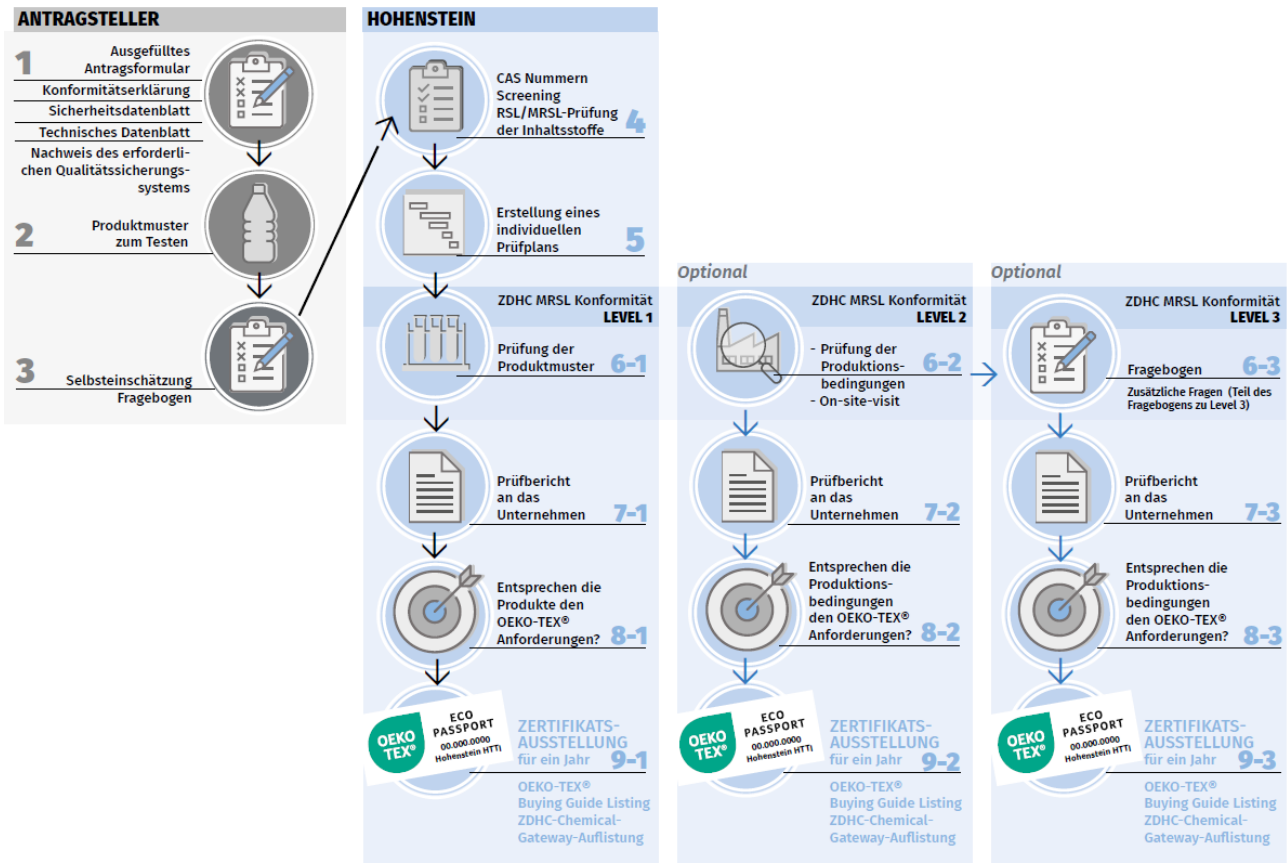 ANTRAGSTELLER
1
Ausgefülltes
Antragsformular
Konformitätserklärung
Sicherheitsdatenblatt
Technisches Datenblatt
Nachweis des erforderli-
chen Qualitätssicherungs-
systems
2
Produktmuster
zum Testen
3
Selbsteinschätzung
Fragebogen
HOHENSTEIN
CAS Nummern
Screening
RSL/MRSL-Prüfung
der Inhaltsstoffe
4
Erstellung eines
individuellen
Prüfplans
5
ZDHC MRSL Konformität
LEVEL 1
Prüfung der
Produktmuster
6-1
Prüfbericht
an das
Unternehmen
7-1
Entsprechen die
Produkte den
OEKO-TEX®
Anforderungen?
8-1
OEKO
TEX®
ECO
PASSPORT
00.000.0000
Hohenstein HTTI
ZERTIFIKATS-
AUSSTELLUNG
für ein Jahr
9-1
OEKO-TEX®
Buying Guide Listing
ZDHC-Chemical-
Gateway-Auflistung
Optional
ZDHC MRSL Konformität
LEVEL 2
- Prüfung der
Produktions-
bedingungen
- On-site-visit
6-2
Prüfbericht
an das
Unternehmen
7-2
Entsprechen die
Produktions-
bedingungen
den OEKO-TEX®
Anforderungen?
8-2
OEKO
TEX®
ECO
PASSPORT
00.000.0000
Hohenstein HTTI
ZERTIFIKATS-
AUSSTELLUNG
für ein Jahr
9-2
OEKO-TEX®
Buying Guide Listing
ZDHC-Chemical-
Gateway-Auflistung
Optional
ZDHC MRSL Konformität
LEVEL 3
Fragebogen
6-3
Zusätzliche Fragen (Teil des
Fragebogens zu Level 3)
Prüfbericht
an das
Unternehmen
7-3
Entsprechen die
Produktions-
bedingungen
den OEKO-TEX®
Anforderungen?
8-3
OEKO
TEX®
ECO
PASSPORT
00.000.0000
Hohenstein HTTI
ZERTIFIKATS-
AUSSTELLUNG
für ein Jahr
9-3
OEKO-TEX®
Buying Guide Listing
ZDHC-Chemical-
Gateway-Auflistung